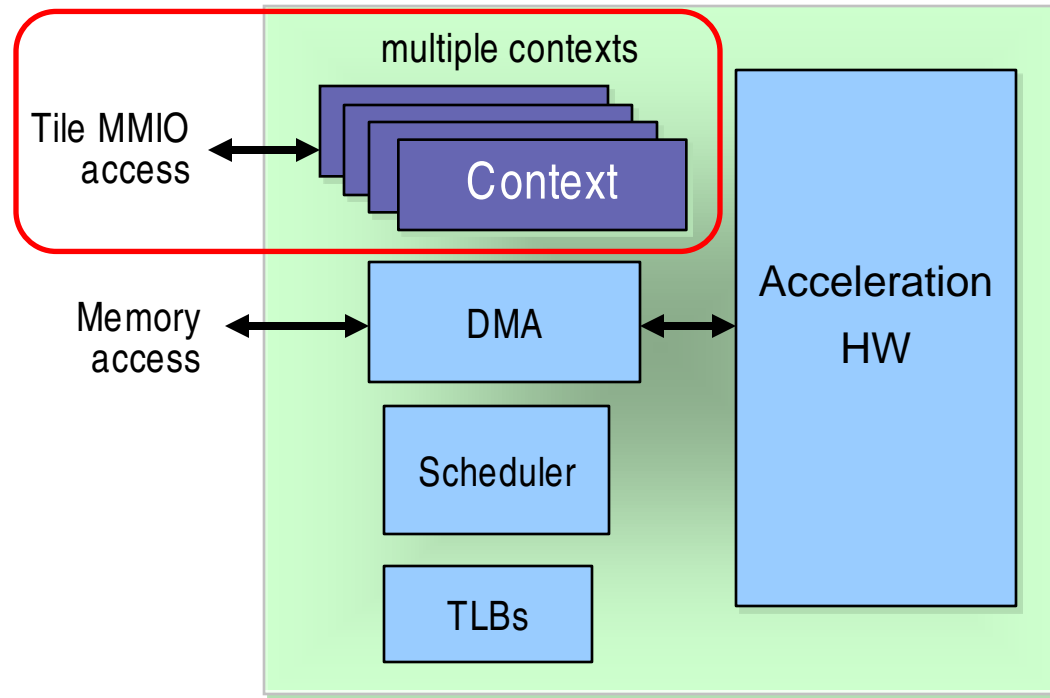 multiple contexts
Tile MMIO
access
Context
Memory
access
DMA
Acceleration
HW
Scheduler
TLBs